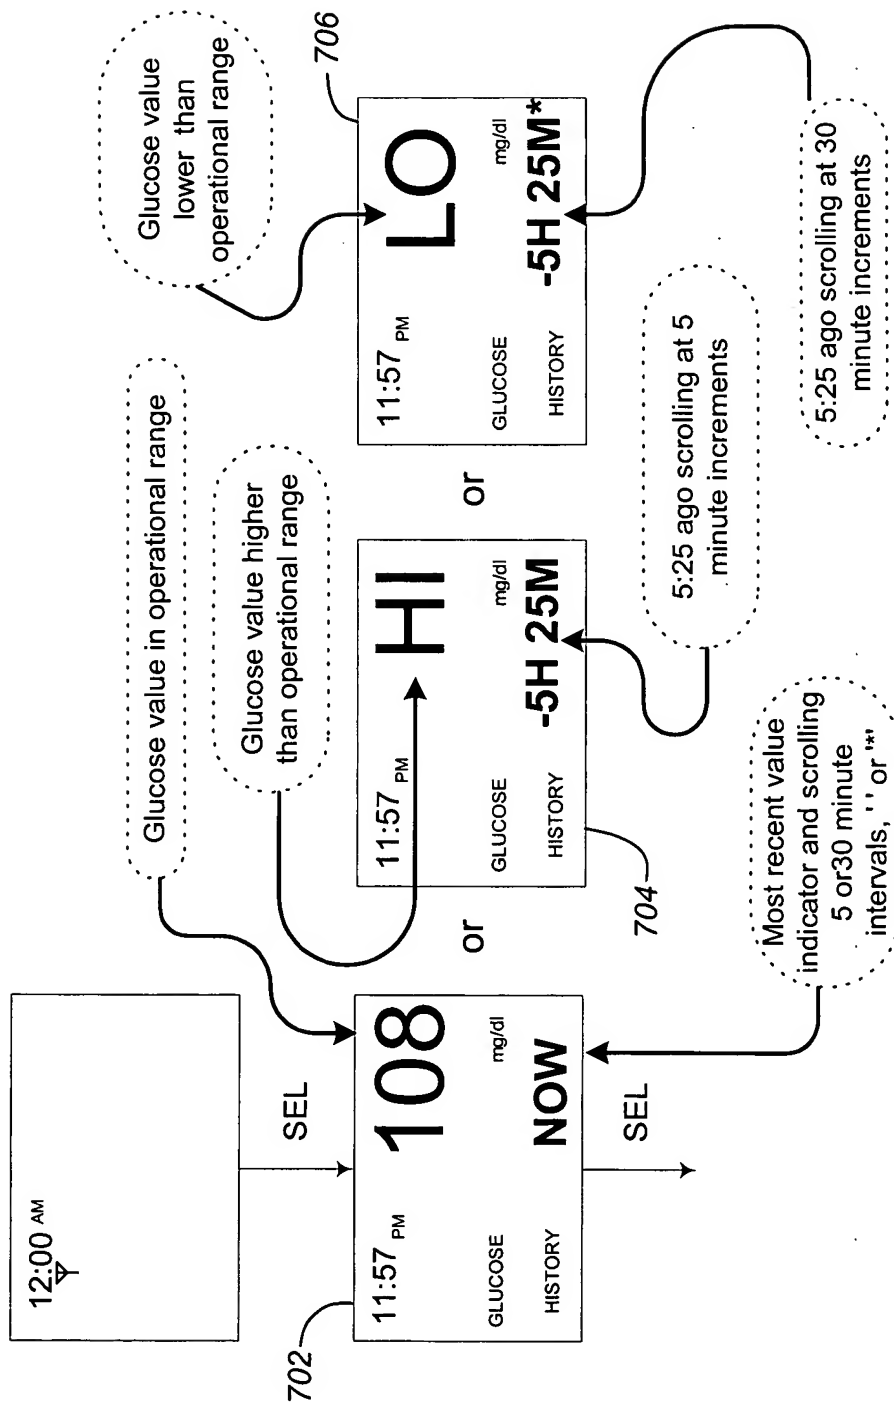 12:00 AM
SEL
Glucose value in operational range
Glucose value higher
than operational range
Glucose value
lower than
operational range
702
11:57 PM
108
GLUCOSE
mg/dl
HISTORY
NOW
or
11:57 PM
HI
GLUCOSE
mg/dl
HISTORY
-5H 25M
704
or
706
11:57 PM
LO
GLUCOSE
mg/dl
HISTORY
-5H 25M*
SEL
Most recent value
indicator and scrolling
5 or30 minute
intervals, ' ' or '*'
5:25 ago scrolling at 5
minute increments
5:25 ago scrolling at 30
minute increments